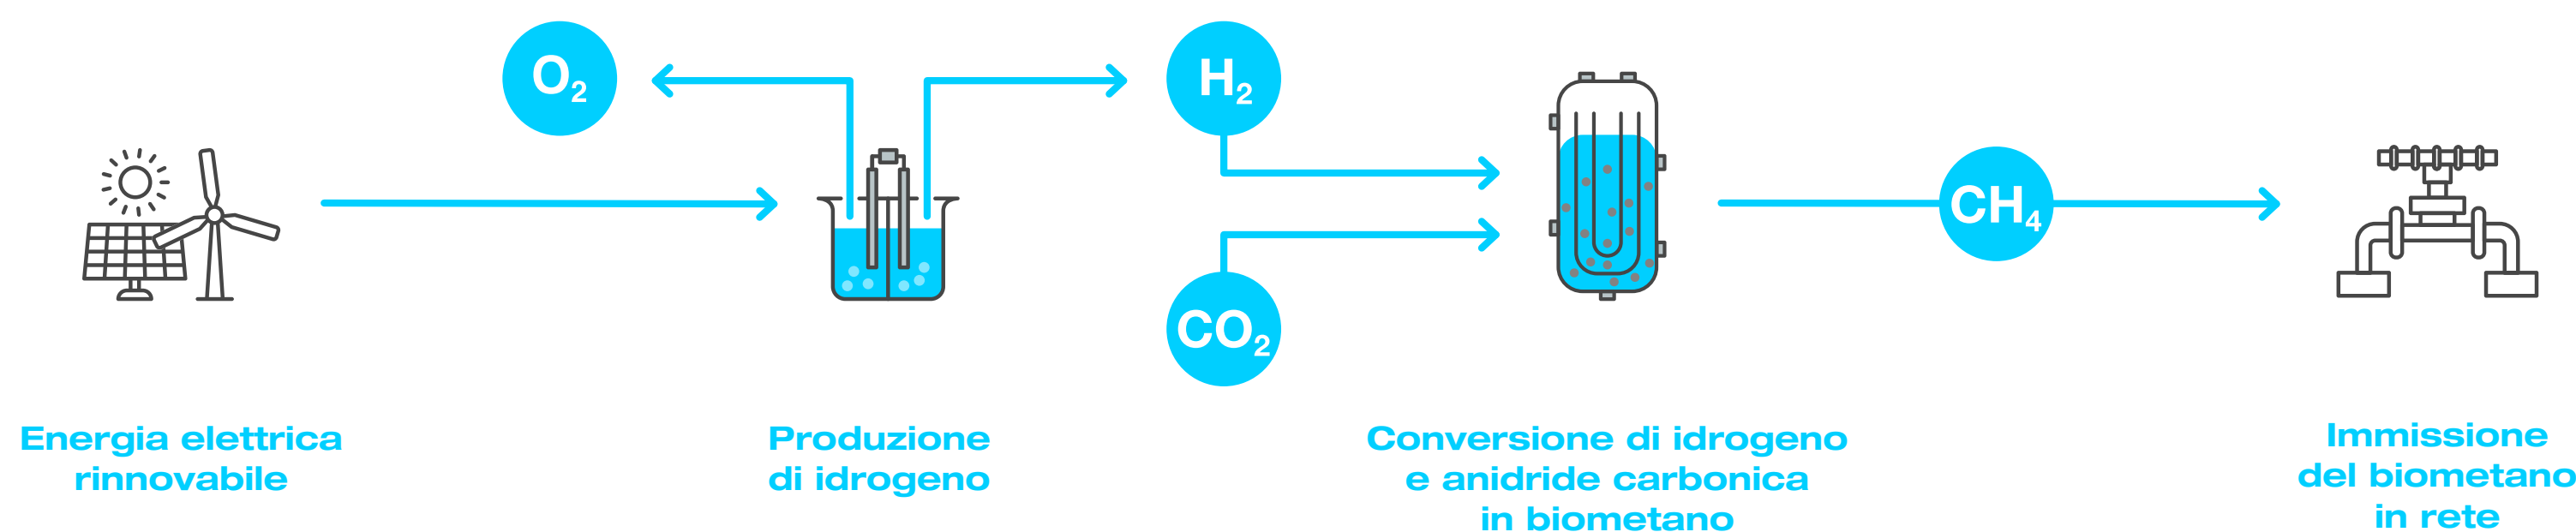 O₂
H₂
CO₂
CH₄
Energia elettrica
rinnovabile
Produzione
di idrogeno
Conversione di idrogeno
e anidride carbonica
in biometano
Immissione
del biometano
in rete